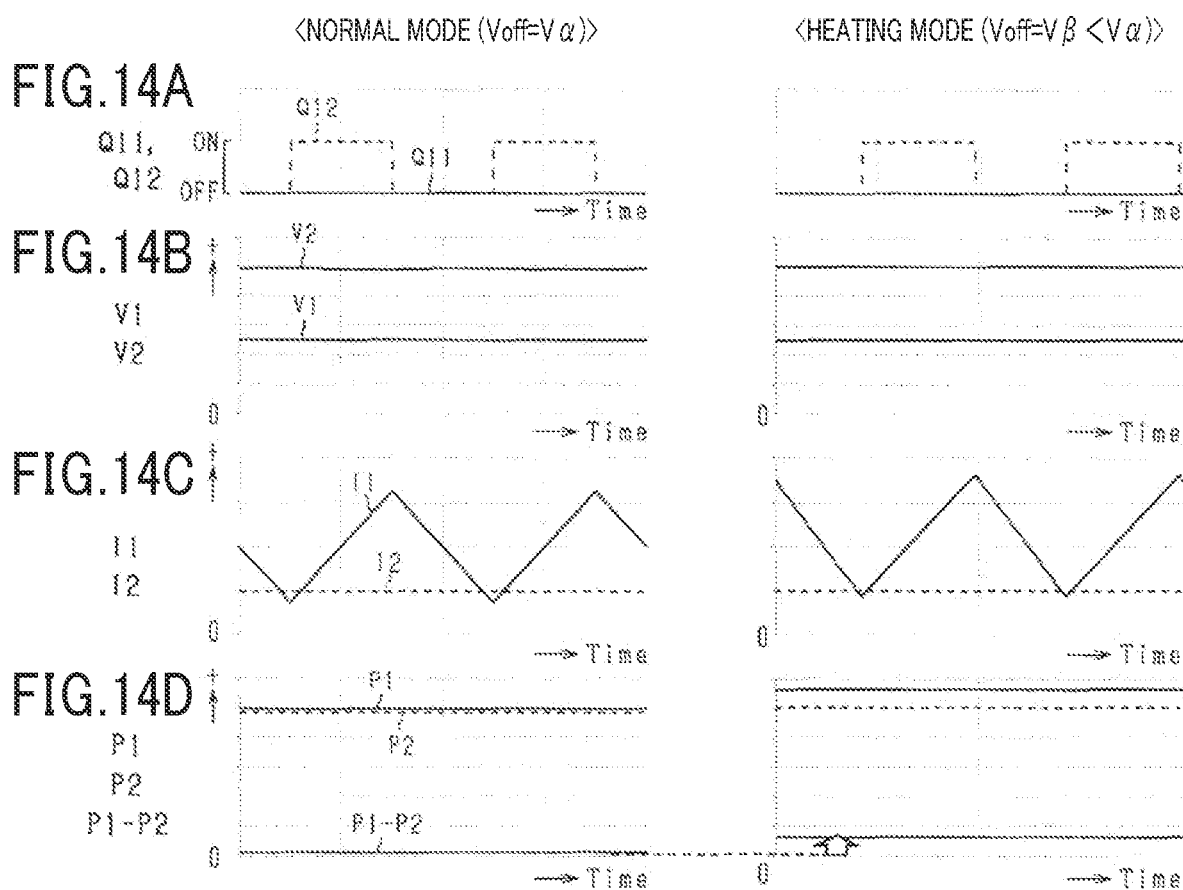 <NORMAL MODE (Voff=Vα)>
<HEATING MODE (Voff=Vβ <Vα)>
FIG.14A
Q11,
Q12
ON
OFF
Q12
Q11
Time
Time
FIG.14B
V1
V2
V2
V1
0
Time
0
Time
FIG.14C
I1
I2
I1
I2
0
Time
0
Time
FIG.14D
P1
P2
P1-P2
P1
P2
P1-P2
0
Time
0
Time